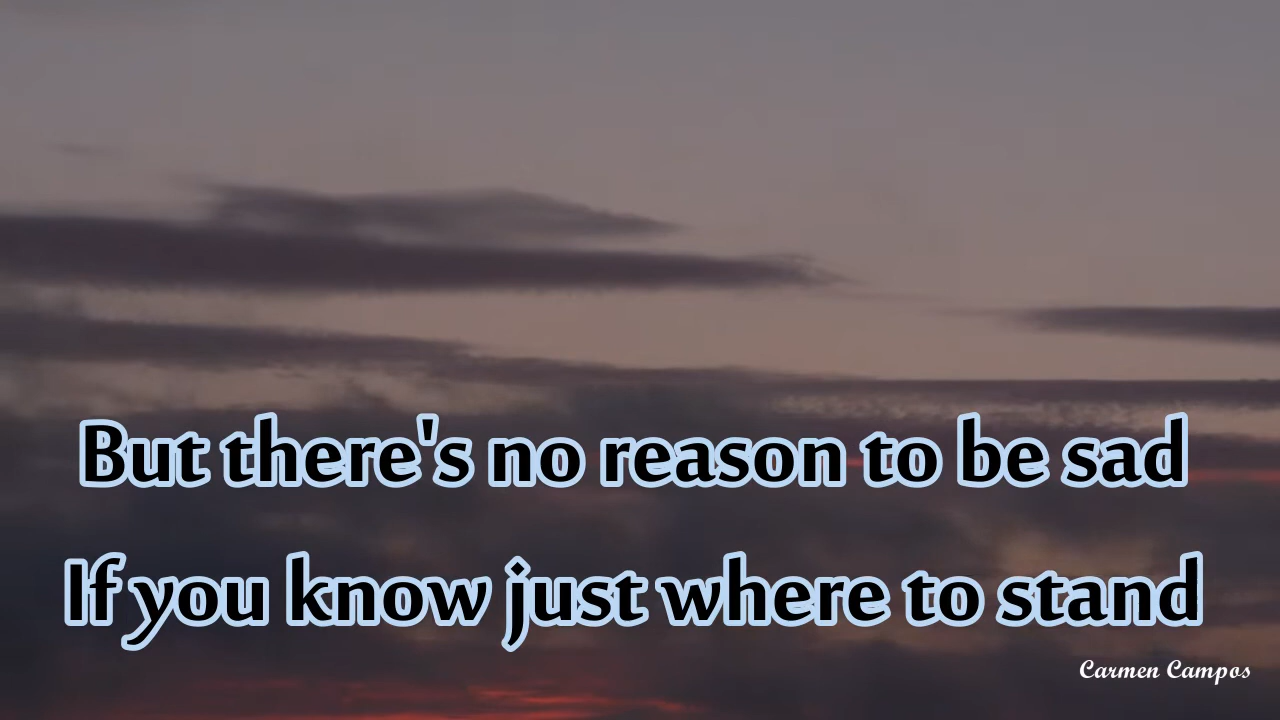 But there's no reason to be sad
If you know just where to stand
Carmen Campos